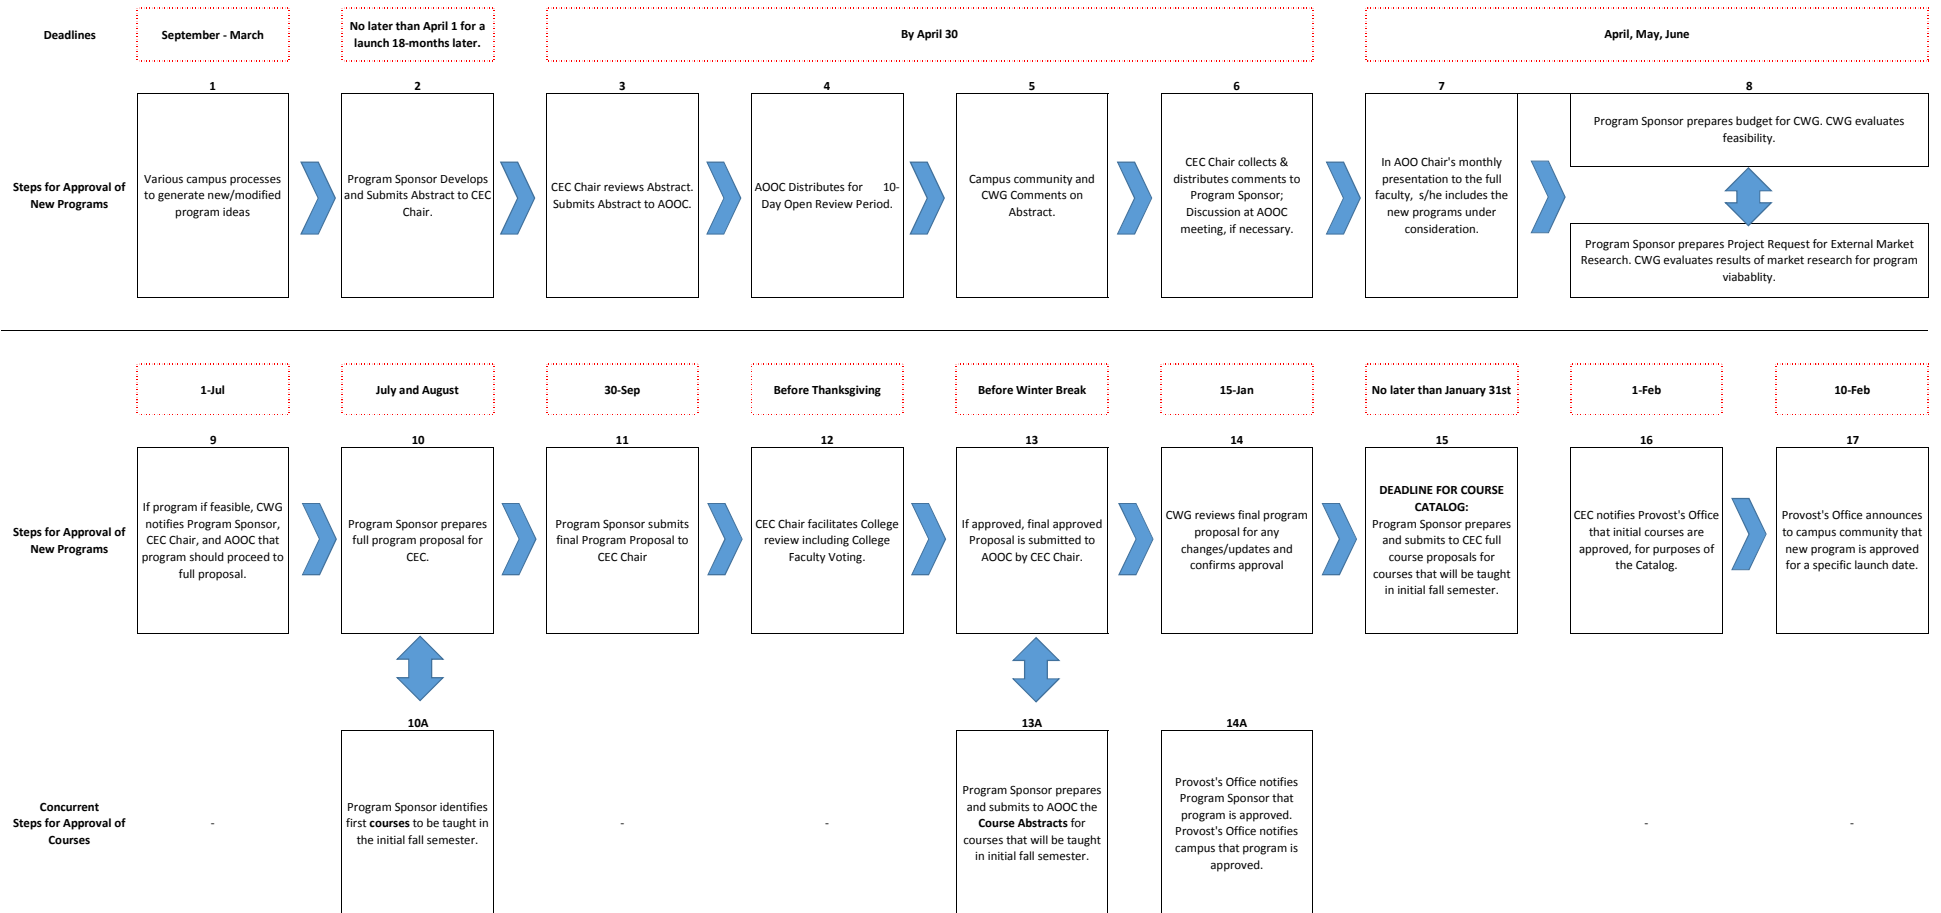 Deadlines
September - March
No later than April 1 for a
launch 18-months later.
By April 30
April, May, June
1
2
3
4
5
6
7
8
Steps for Approval of
New Programs
Various campus processes
to generate new/modified
program ideas
Program Sponsor Develops
and Submits Abstract to CEC
Chair.
CEC Chair reviews Abstract.
Submits Abstract to AOOC.
AOOC Distributes for 10-
Day Open Review Period.
Campus community and
CWG Comments on
Abstract.
CEC Chair collects &
distributes comments to
Program Sponsor;
Discussion at AOOC
meeting, if necessary.
In AOO Chair's monthly
presentation to the full
faculty, s/he includes the
new programs under
consideration.
Program Sponsor prepares budget for CWG. CWG evaluates
feasibility.
Program Sponsor prepares Project Request for External Market
Research. CWG evaluates results of market research for program
viabablity.
1-Jul
July and August
30-Sep
Before Thanksgiving
Before Winter Break
15-Jan
No later than January 31st
1-Feb
10-Feb
9
10
11
12
13
14
15
16
17
Steps for Approval of
New Programs
If program if feasible, CWG
notifies Program Sponsor,
CEC Chair, and AOOC that
program should proceed to
full proposal.
Program Sponsor prepares
full program proposal for
CEC.
Program Sponsor submits
final Program Proposal to
CEC Chair
CEC Chair facilitates College
review including College
Faculty Voting.
If approved, final approved
Proposal is submitted to
AOOC by CEC Chair.
CWG reviews final program
proposal for any
changes/updates and
confirms approval
DEADLINE FOR COURSE
CATALOG:
Program Sponsor prepares
and submits to CEC full
course proposals for
courses that will be taught
in initial fall semester.
CEC notifies Provost's Office
that initial courses are
approved, for purposes of
the Catalog.
Provost's Office announces
to campus community that
new program is approved
for a specific launch date.
10A
13A
14A
Concurrent
Steps for Approval of
Courses
-
Program Sponsor identifies
first courses to be taught in
the initial fall semester.
-
-
Program Sponsor prepares
and submits to AOOC the
Course Abstracts for
courses that will be taught
in initial fall semester.
Provost's Office notifies
Program Sponsor that
program is approved.
Provost's Office notifies
campus that program is
approved.
-
-